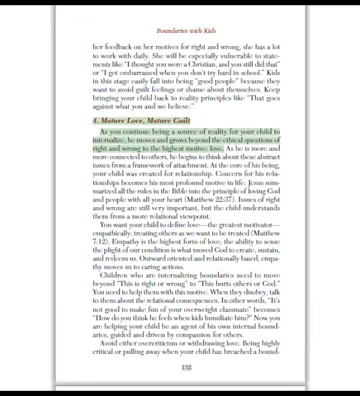 Boundaries with Kids
her feedback on her motives for right and wrong, she has a lot
to work with daily. She will be especially vulnerable to state-
ments like "I thought you were a Christian, and you still did that"
or "I get embarrassed when you don't try hard in school." Kids
in this stage easily fall into being "good people" because they
want to avoid guilt feelings or shame about themselves. Keep
bringing your child back to reality principles like "That goes
against what you and we believe."
4. Mature Love, Mature Guilt
As you continue being a source of reality for your child to
internalize, he moves and grows beyond the ethical questions of
right and wrong to the highest motive: love. As he is more and
more connected to others, he begins to think about these abstract
issues from a framework of attachment. At the core of his being,
your child was created for relationship. Concern for his rela-
tionships becomes his most profound motive in life. Jesus sum-
marized all the rules in the Bible into the principle of loving God
and people with all your heart (Matthew 22:37). Issues of right
and wrong are still very important, but the child understands
them from a more relational viewpoint.
You want your child to define love—the greatest motivator—
empathically: treating others as we want to be treated (Matthew
7:12). Empathy is the highest form of love; the ability to sense
the plight of our condition is what moved God to create, sustain,
and redeem us. Outward oriented and relationally based, empa-
thy moves us to caring actions.
Children who are internalizing boundaries need to move
beyond "This is right or wrong" to "This hurts others or God."
You need to help them with this motive. When they disobey, talk
to them about the relational consequences. In other words, "It's
not good to make fun of your overweight classmate" becomes
"How do you think he feels when kids humiliate him?" Now you
are helping your child be an agent of his own internal bound-
aries, guided and driven by compassion for others.
Avoid either overcriticism or withdrawing love. Being highly
critical or pulling away when your child has breached a bound-
132